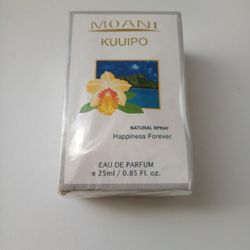 MOANI
KUUIPO
NATURAL SPRAY
Happiness Forever
EAU DE PARFUM
e 25ml / 0.85 Fl. oz.